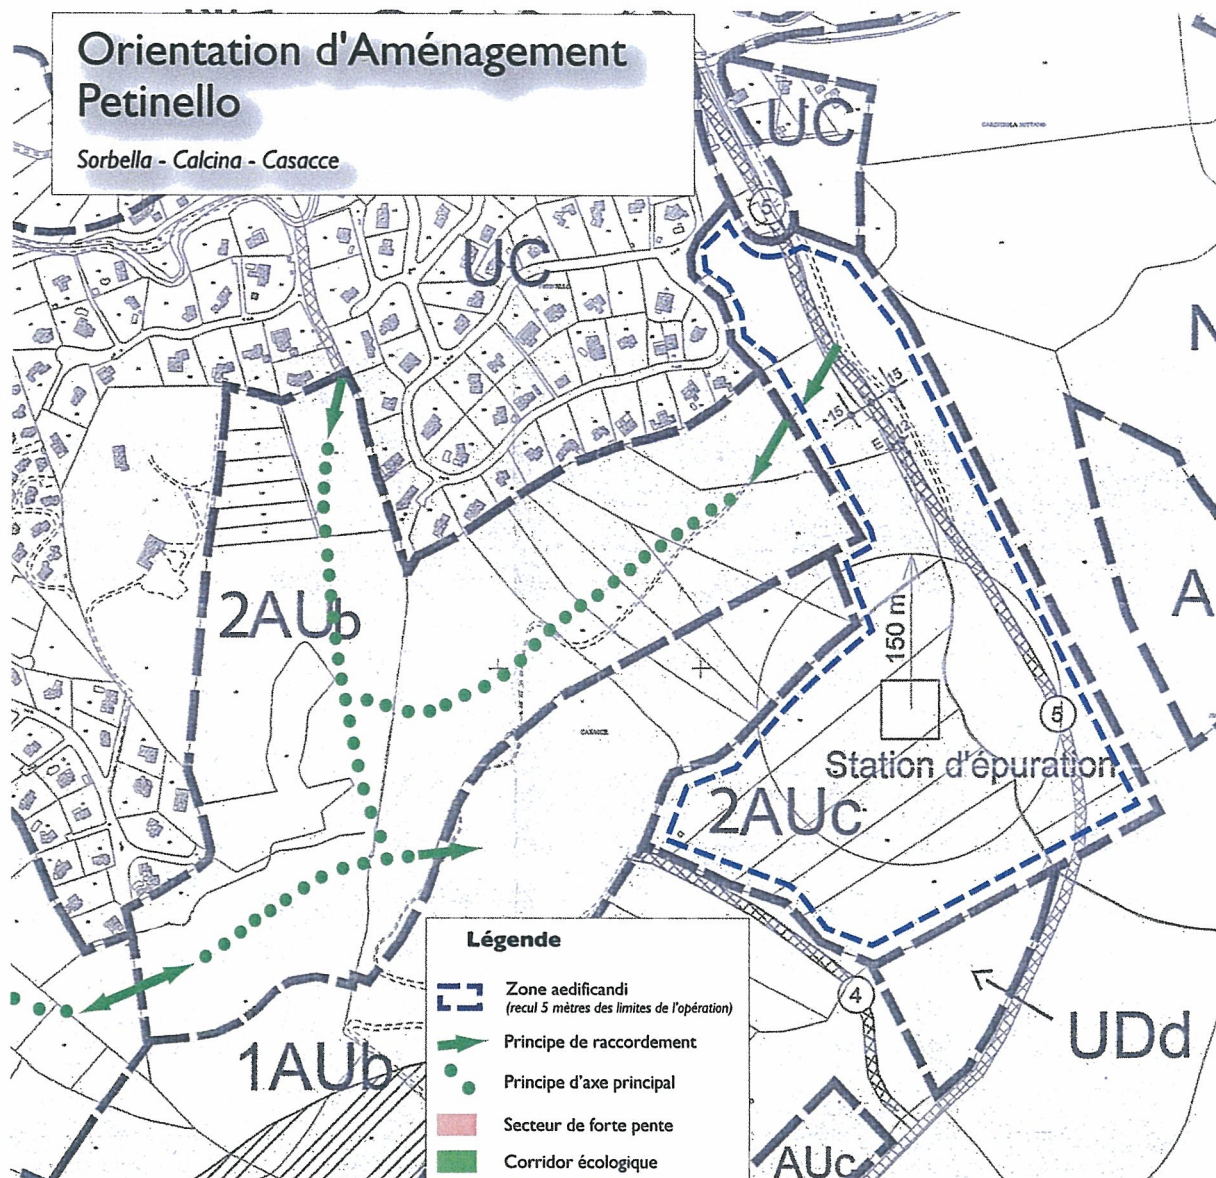 Orientation d'Aménagement
Petinello
Sorbella - Calcina - Casacce
UC
UC
5
N
15
15
12
E
A
2AUb
150 m
5
Station d'épuration
2AUc
4
UDd
1AUb
AUc
Légende
Zone aedificandi
(recul 5 mètres des limites de l'opération)
Principe de raccordement
Principe d'axe principal
Secteur de forte pente
Corridor écologique